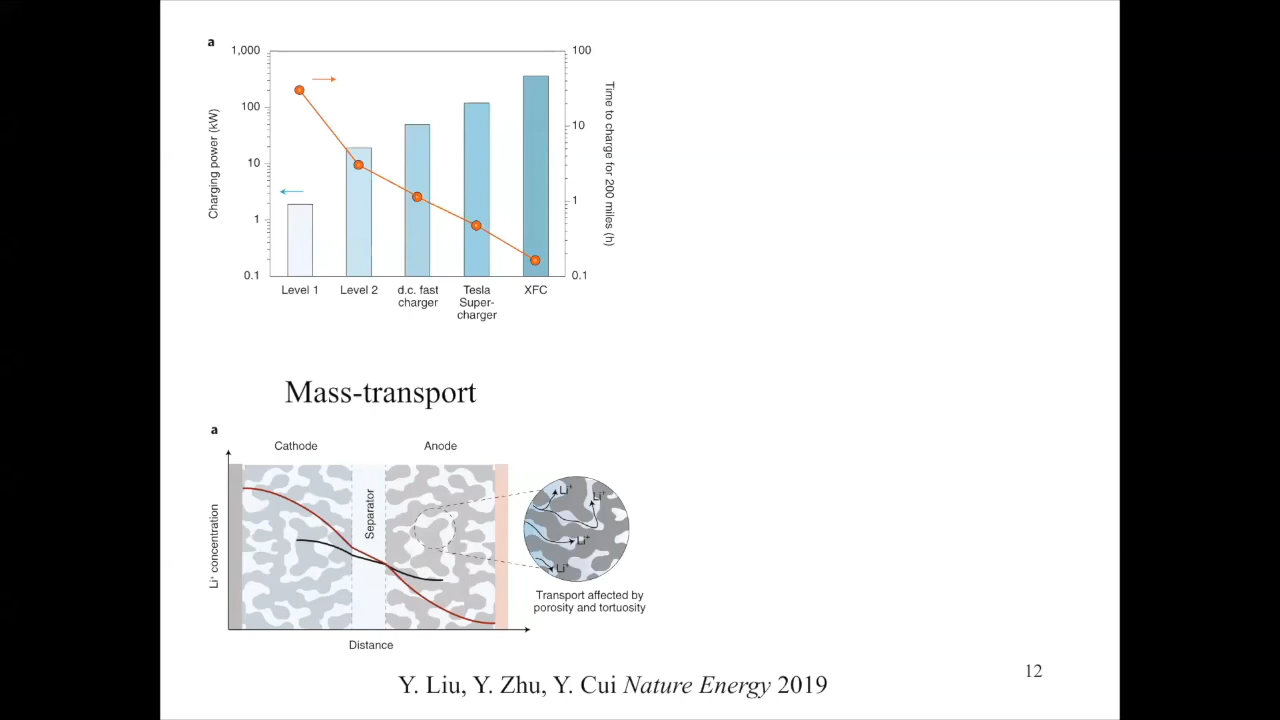 a
1,000
100
10
1
0.1
Charging power (kW)
100
10
1
0.1
Time to charge for 200 miles (h)
Level 1
Level 2
d.c. fast
charger
Tesla
Super-
charger
XFC
Mass-transport
a
Cathode
Anode
Separator
Li⁺ concentration
Distance
Li⁺
Li⁺
Li⁺
Li⁺
Transport affected by
porosity and tortuosity
Y. Liu, Y. Zhu, Y. Cui Nature Energy 2019
12